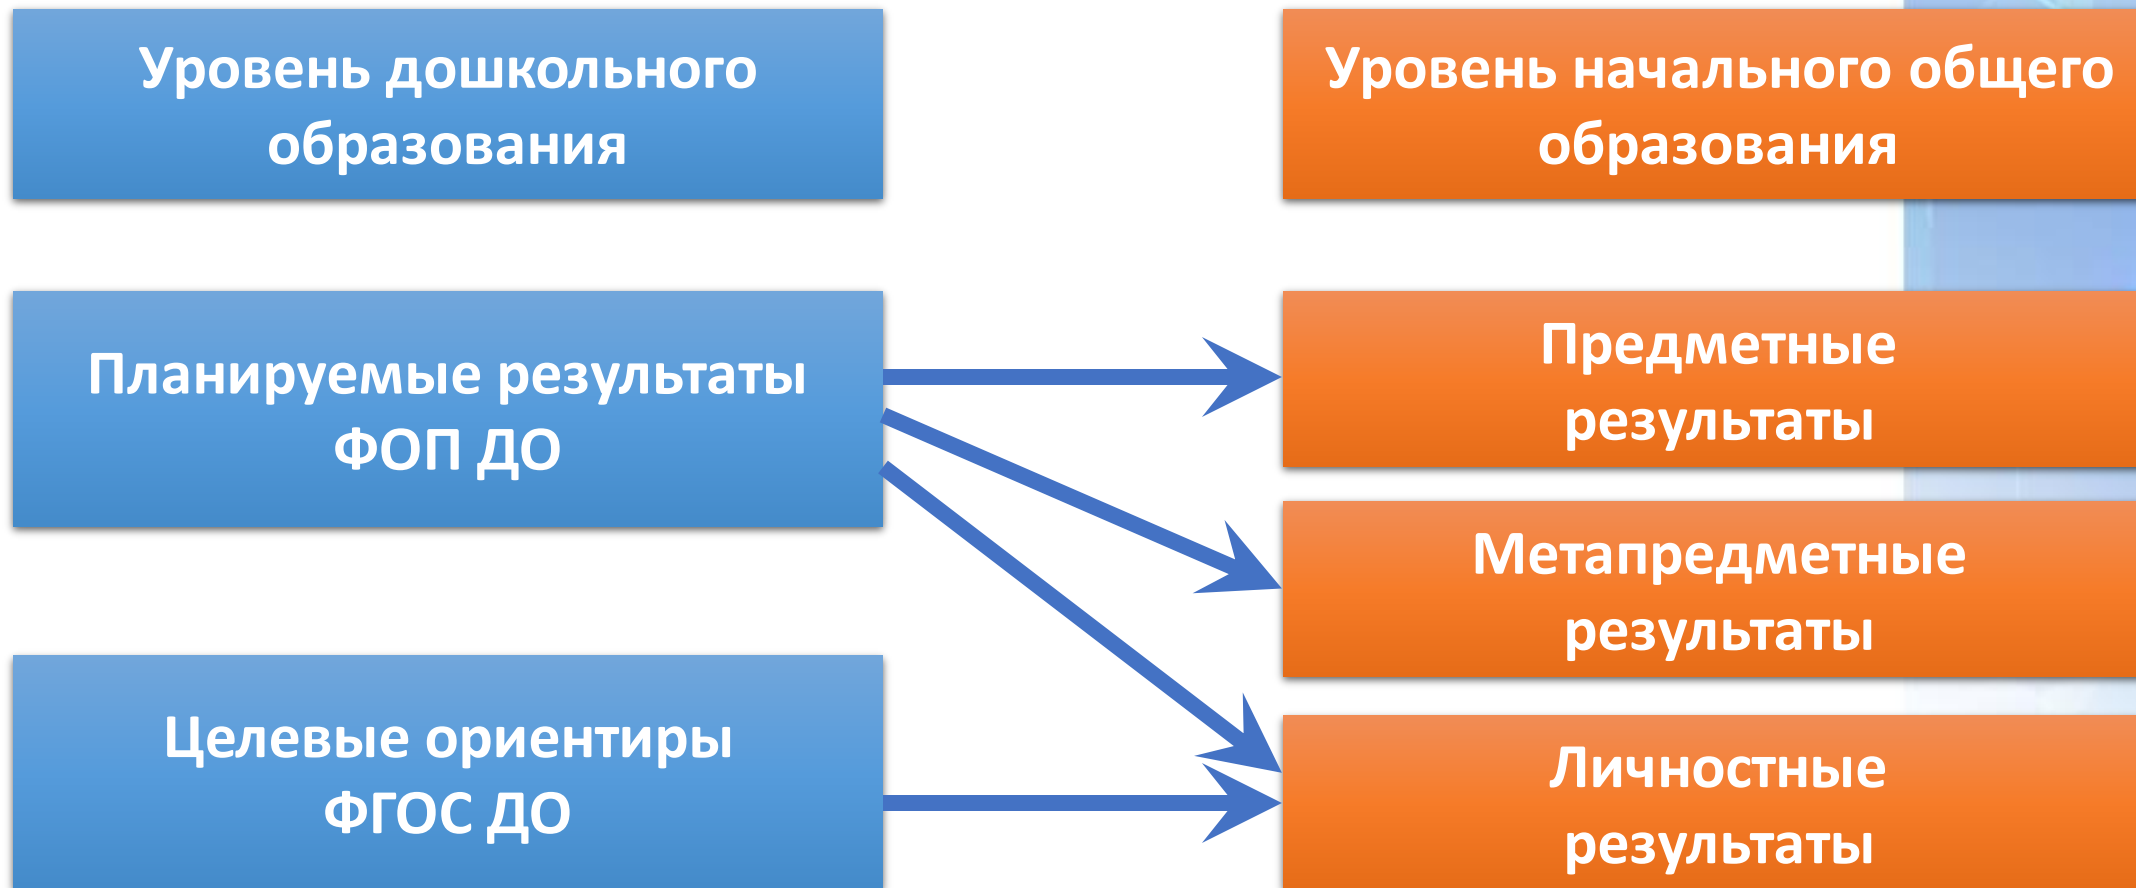 Уровень дошкольного
образования
Уровень начального общего
образования
Планируемые результаты
ФОП ДО
Предметные
результаты
Метапредметные
результаты
Целевые ориентиры
ФГОС ДО
Личностные
результаты